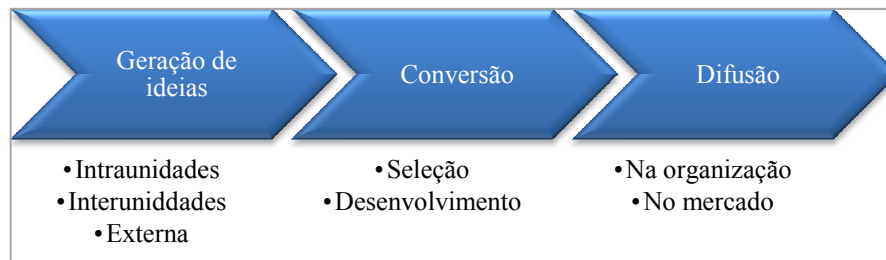 Geração de
ideias
Conversão
Difusão
•Intraunidades
•Interuniddades
•Externa
•Seleção
•Desenvolvimento
•Na organização
•No mercado